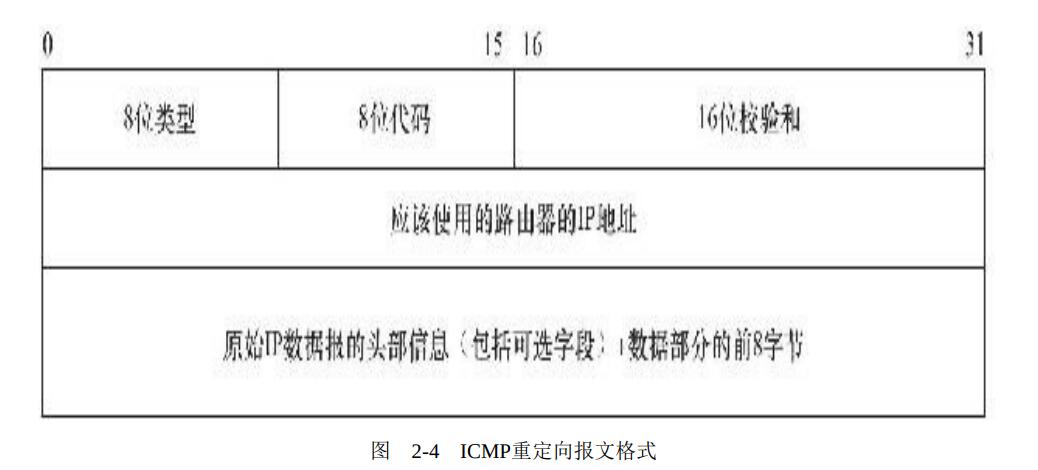 0 15 16 31
8位类型 8位代码 16位校验和
应该使用的路由器的IP地址
原始IP数据报的头部信息（包括可选字段）+数据部分的前8字节
图 2-4 ICMP重定向报文格式